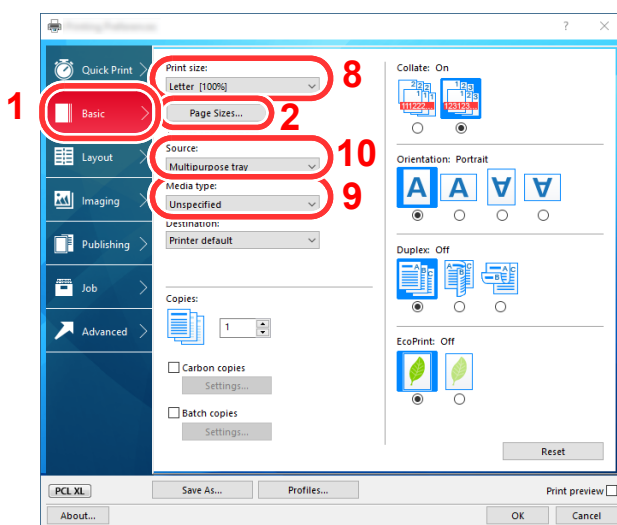 ? ×
Quick Print
Basic
Layout
Imaging
Publishing
Job
Advanced
1
Print size:
Letter [100%]
8
Page Sizes...
2
Source:
Multipurpose tray
10
Media type:
Unspecified
9
Destination:
Printer default
Copies:
1
Carbon copies
Settings...
Batch copies
Settings...
Collate: On
Orientation: Portrait
A A A A
Duplex: Off
EcoPrint: Off
Reset
PCL XL
Save As...
Profiles...
Print preview
About...
OK
Cancel